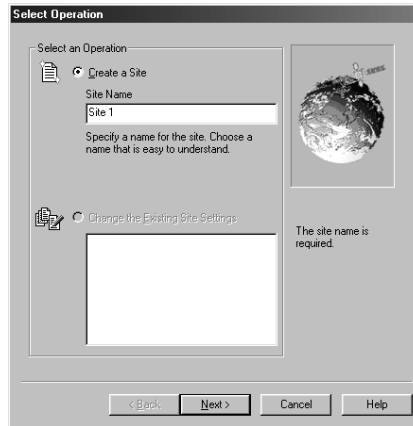 Select Operation
Select an Operation
Create a Site
Site Name
Site 1
Specify a name for the site. Choose a
name that is easy to understand.
Change the Existing Site Settings
The site name is
required.
< Back
Next >
Cancel
Help